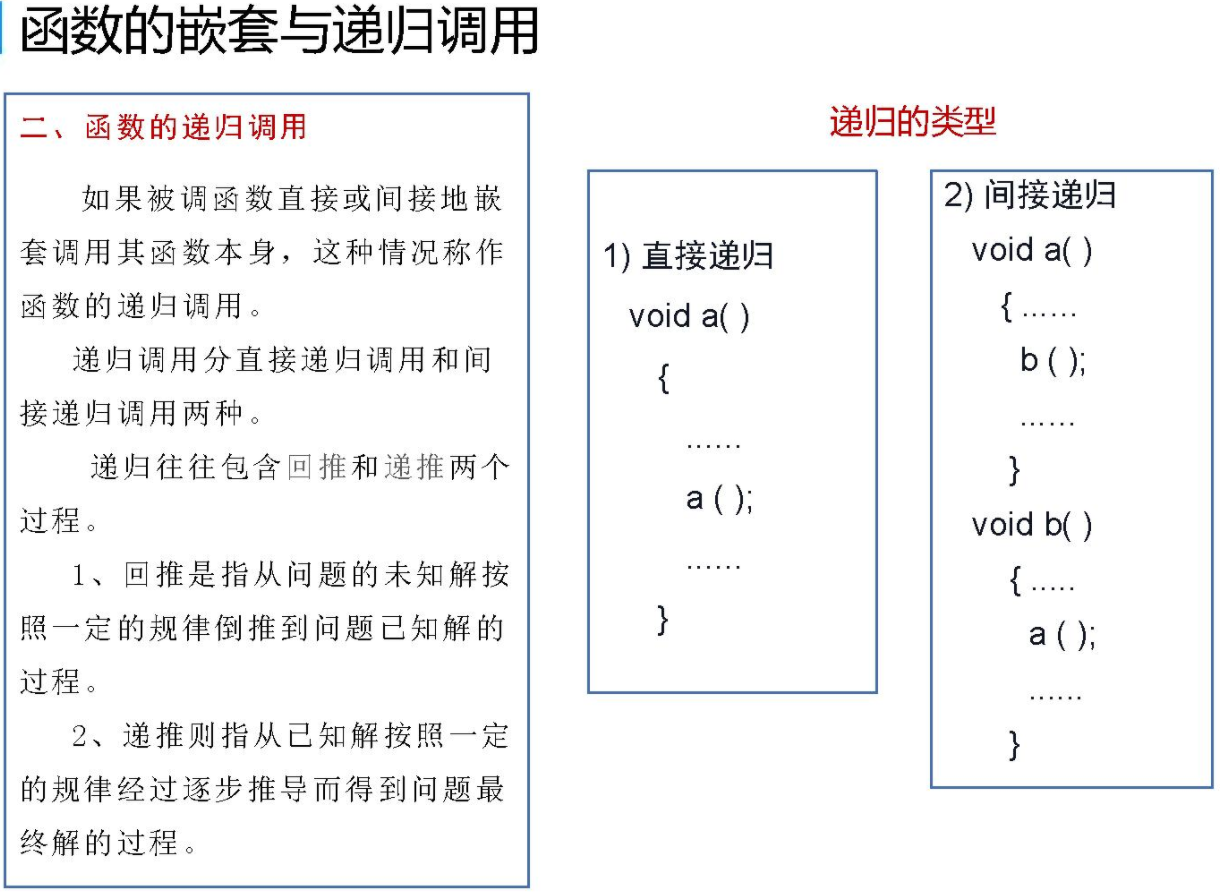 函数的嵌套与递归调用
二、函数的递归调用
如果被调函数直接或间接地嵌
套调用其函数本身，这种情况称作
函数的递归调用。
递归调用分直接递归调用和间
接递归调用两种。
递归往往包含回推和递推两个
过程。
1、回推是指从问题的未知解按
照一定的规律倒推到问题已知解的
过程。
2、递推则指从已知解按照一定
的规律经过逐步推导而得到问题最
终解的过程。
递归的类型
1) 直接递归
void a( )
{
......
a ( );
......
}
2) 间接递归
void a( )
{ ......
b ( );
......
}
void b( )
{ .....
a ( );
......
}